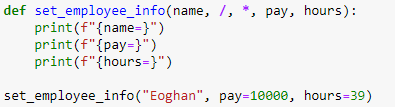 def set_employee_info(name, /, *, pay, hours):
    print(f"{name=}")
    print(f"{pay=}")
    print(f"{hours=}")

set_employee_info("Eoghan", pay=10000, hours=39)